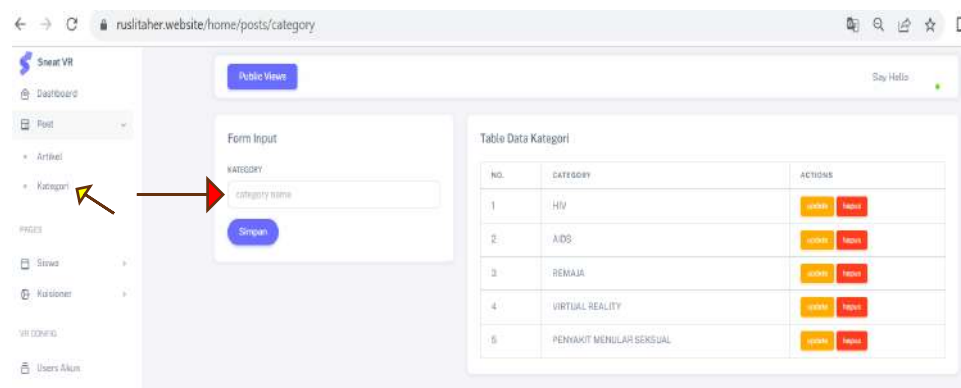 ruslitaher.website/home/posts/category
Sneat VR
Dashboard
Post
Artikel
Kategori
PAGES
Siswa
Kuisioner
VR CONFIG
Users Akun
Public Views
Say Hello
Form Input
KATEGORY
category name
Simpan
Table Data Kategori
NO. CATEGORY ACTIONS
1 HIV update hapus
2 AIDS update hapus
3 REMAJA update hapus
4 VIRTUAL REALITY update hapus
5 PENYAKIT MENULAR SEKSUAL update hapus